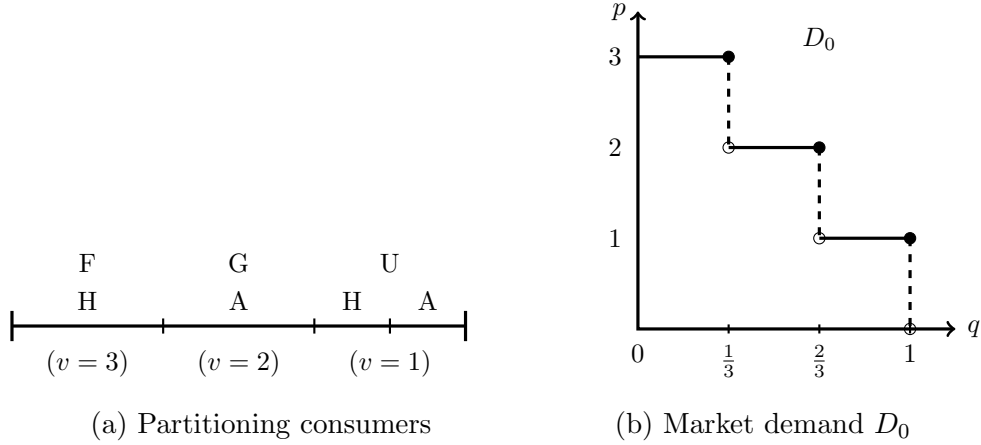 F G U
H A H A
(v = 3) (v = 2) (v = 1)
(a) Partitioning consumers
p
D₀
3
2
1
q
0 1/3 2/3 1
(b) Market demand D₀